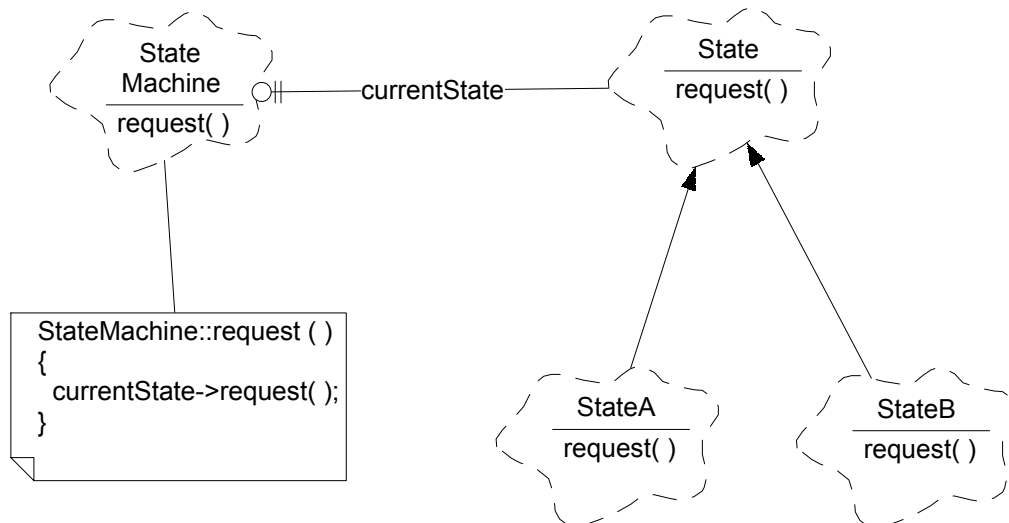 State
Machine
request( )
currentState
State
request( )
StateMachine::request ( )
{
currentState->request( );
}
StateA
request( )
StateB
request( )